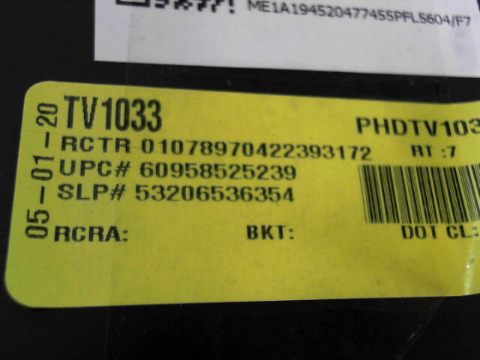 ME1A194520477455PFL5604/F7
05-01-20
TV1033
PHDTV103
RCTR 01078970422393172 RT:7
UPC# 60958525239
SLP# 53206536354
RCRA: BKT: DOT CL: